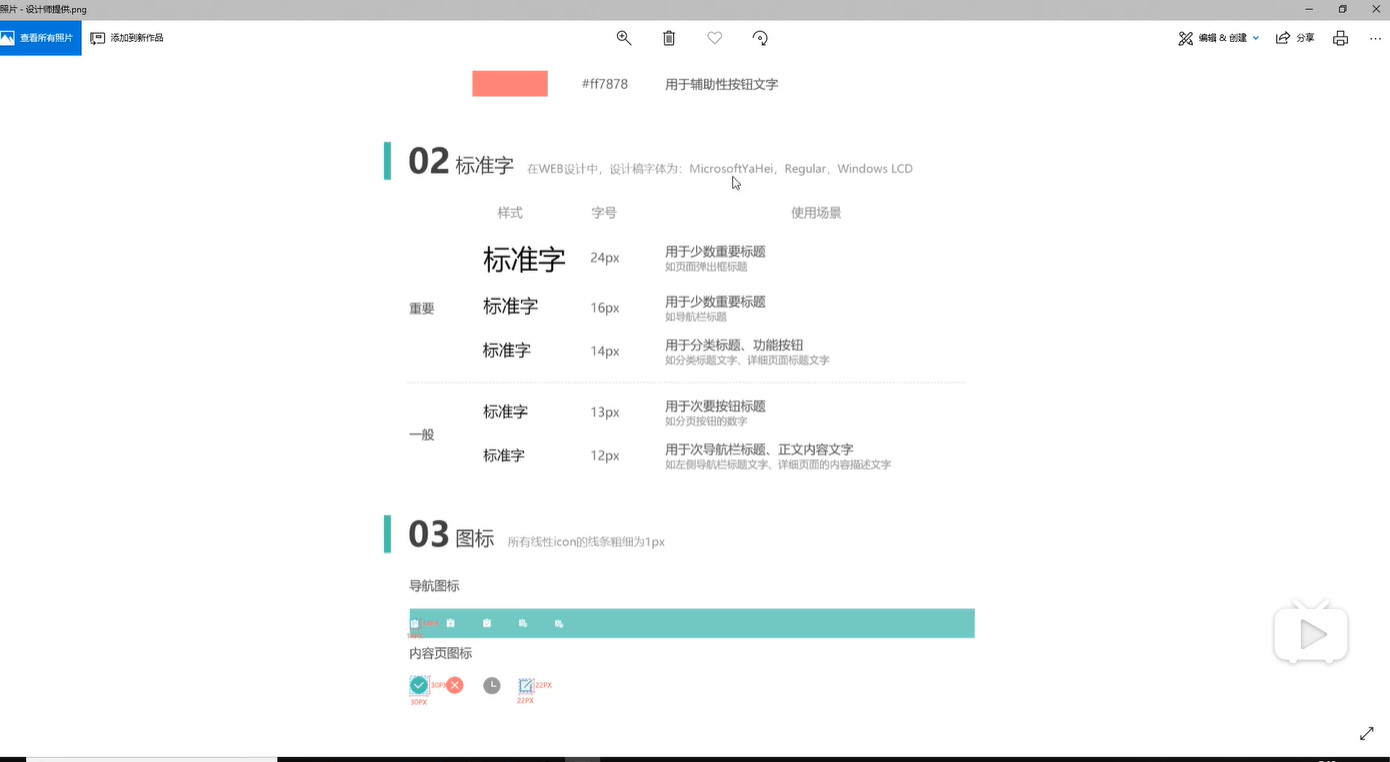 照片 - 设计师提供.png
查看所有照片 添加到新作品 编辑 & 创建 分享
#ff7878 用于辅助性按钮文字
02 标准字 在WEB设计中，设计稿字体为：MicrosoftYaHei，Regular，Windows LCD
样式 字号 使用场景
标准字 24px 用于少数重要标题
如页面弹出框标题
重要
标准字 16px 用于少数重要标题
如导航栏标题
标准字 14px 用于分类标题、功能按钮
如分类标题文字、详细页面标题文字
标准字 13px 用于次要按钮标题
如分页按钮的数字
一般
标准字 12px 用于次导航栏标题、正文内容文字
如左侧导航栏标题文字、详细页面的内容描述文字
03 图标 所有线性icon的线条粗细为1px
导航图标
内容页图标
30PX 22PX
30PX 22PX